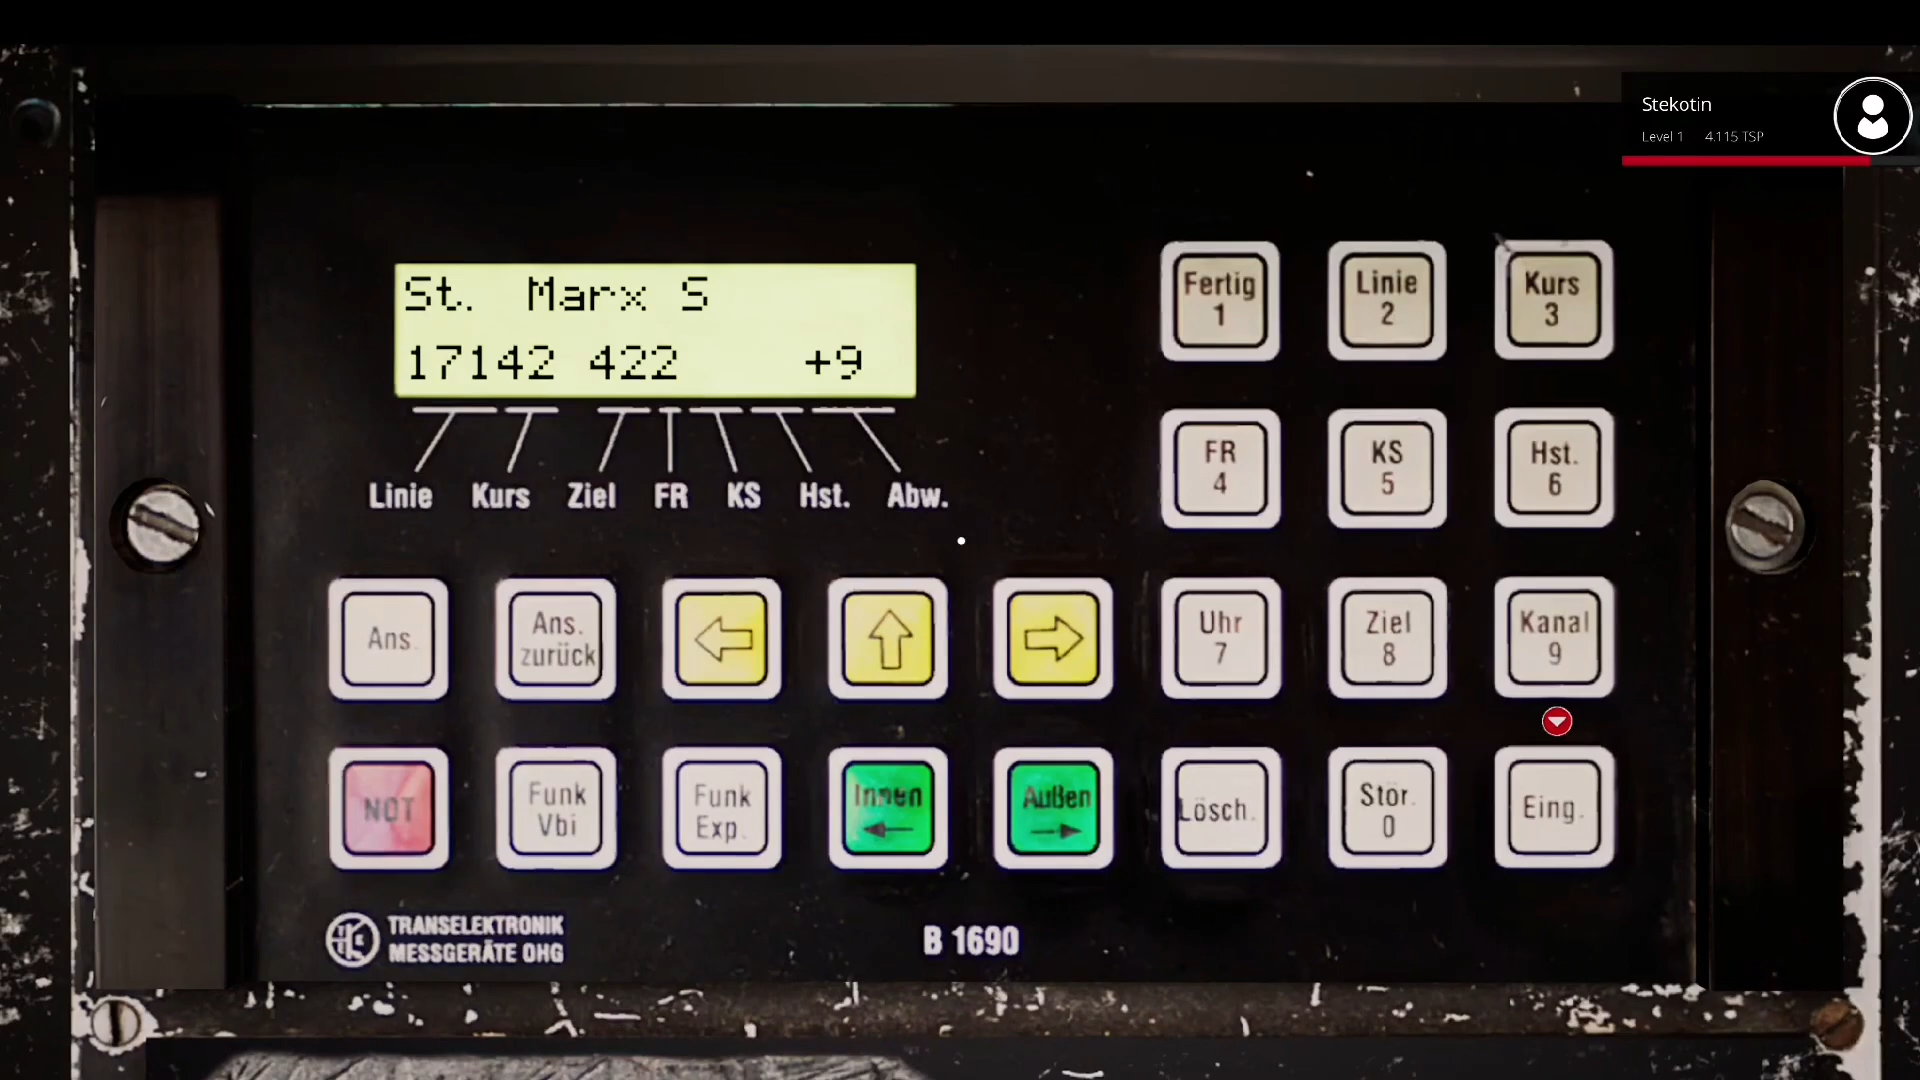 Stekotin
Level 1 4.115 TSP
St. Marx S
17142 422 +9
Linie Kurs Ziel FR KS Hst. Abw.
Fertig
1
Linie
2
Kurs
3
FR
4
KS
5
Hst.
6
Ans.
Ans.
zurück
Uhr
7
Ziel
8
Kanal
9
NOT
Funk
Vbi
Funk
Exp.
Innen
Außen
Lösch.
Stör.
0
Eing.
TRANSELEKTRONIK
MESSGERÄTE OHG
B 1690